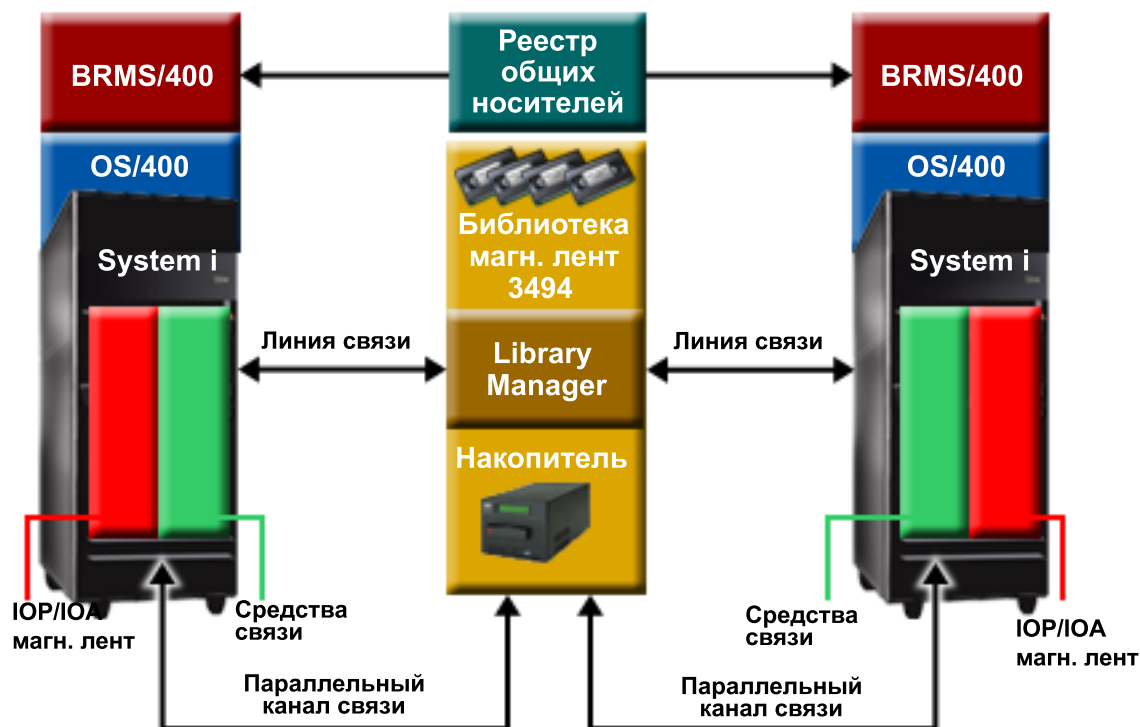 BRMS/400
OS/400
System i
Реестр
общих
носителей
BRMS/400
OS/400
System i
Библиотека
магн. лент
3494
Линия связи
Library
Manager
Линия связи
Накопитель
IOP/IOA
магн. лент
Средства
связи
Средства
связи
IOP/IOA
магн. лент
Параллельный
канал связи
Параллельный
канал связи